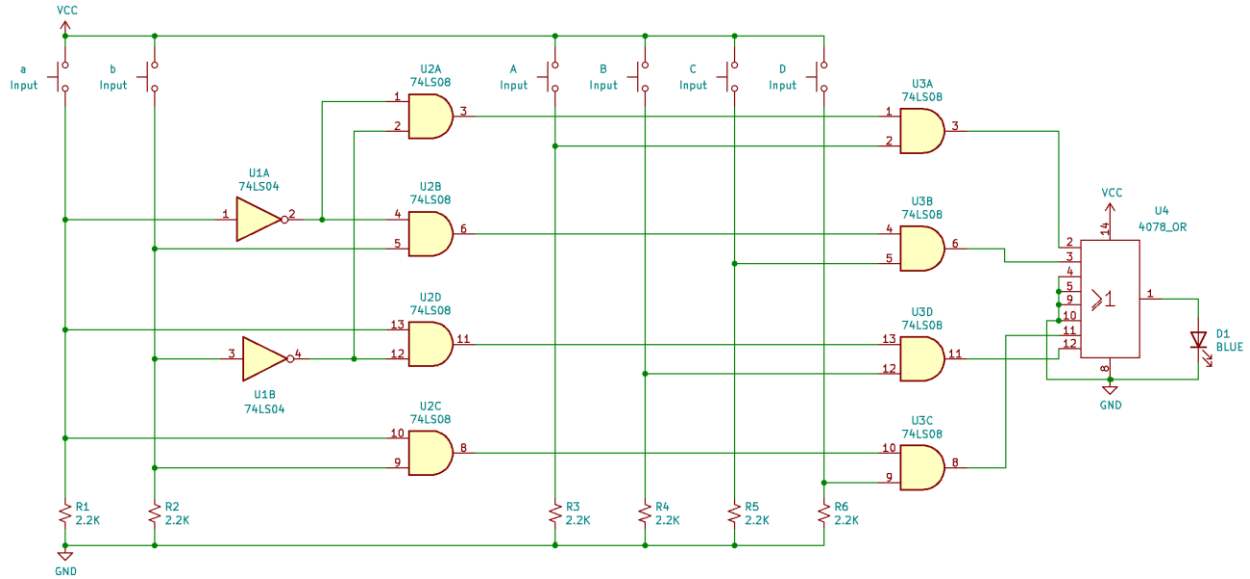 VCC
a
Input
b
Input
A
Input
B
Input
C
Input
D
Input
U2A
74LS08
1
2
3
U3A
74LS08
1
2
3
U1A
74LS04
1
2
U2B
74LS08
4
5
6
U3B
74LS08
4
5
6
VCC
U4
4078_OR
14
2
3
4
5
9
10
11
12
≥1
1
8
GND
D1
BLUE
U2D
74LS08
13
12
11
U3D
74LS08
13
12
11
3
4
U1B
74LS04
U2C
74LS08
10
9
8
U3C
74LS08
10
9
8
R1
2.2K
R2
2.2K
R3
2.2K
R4
2.2K
R5
2.2K
R6
2.2K
GND